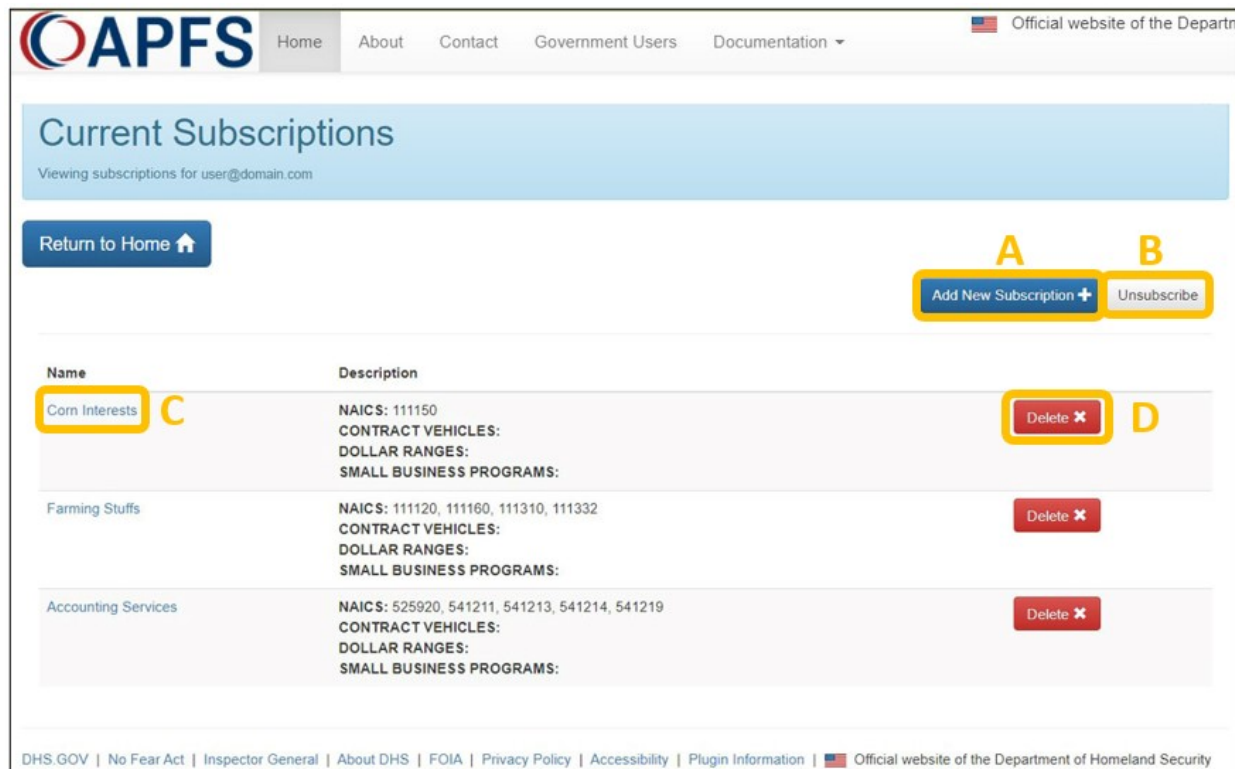 APFS
Home About Contact Government Users Documentation
Official website of the Departm
Current Subscriptions
Viewing subscriptions for user@domain.com
Return to Home
A B
Add New Subscription Unsubscribe
Name Description
Corn Interests C NAICS: 111150 Delete D
CONTRACT VEHICLES:
DOLLAR RANGES:
SMALL BUSINESS PROGRAMS:
Farming Stuffs NAICS: 111120, 111160, 111310, 111332 Delete
CONTRACT VEHICLES:
DOLLAR RANGES:
SMALL BUSINESS PROGRAMS:
Accounting Services NAICS: 525920, 541211, 541213, 541214, 541219 Delete
CONTRACT VEHICLES:
DOLLAR RANGES:
SMALL BUSINESS PROGRAMS:
DHS.GOV | No Fear Act | Inspector General | About DHS | FOIA | Privacy Policy | Accessibility | Plugin Information | Official website of the Department of Homeland Security